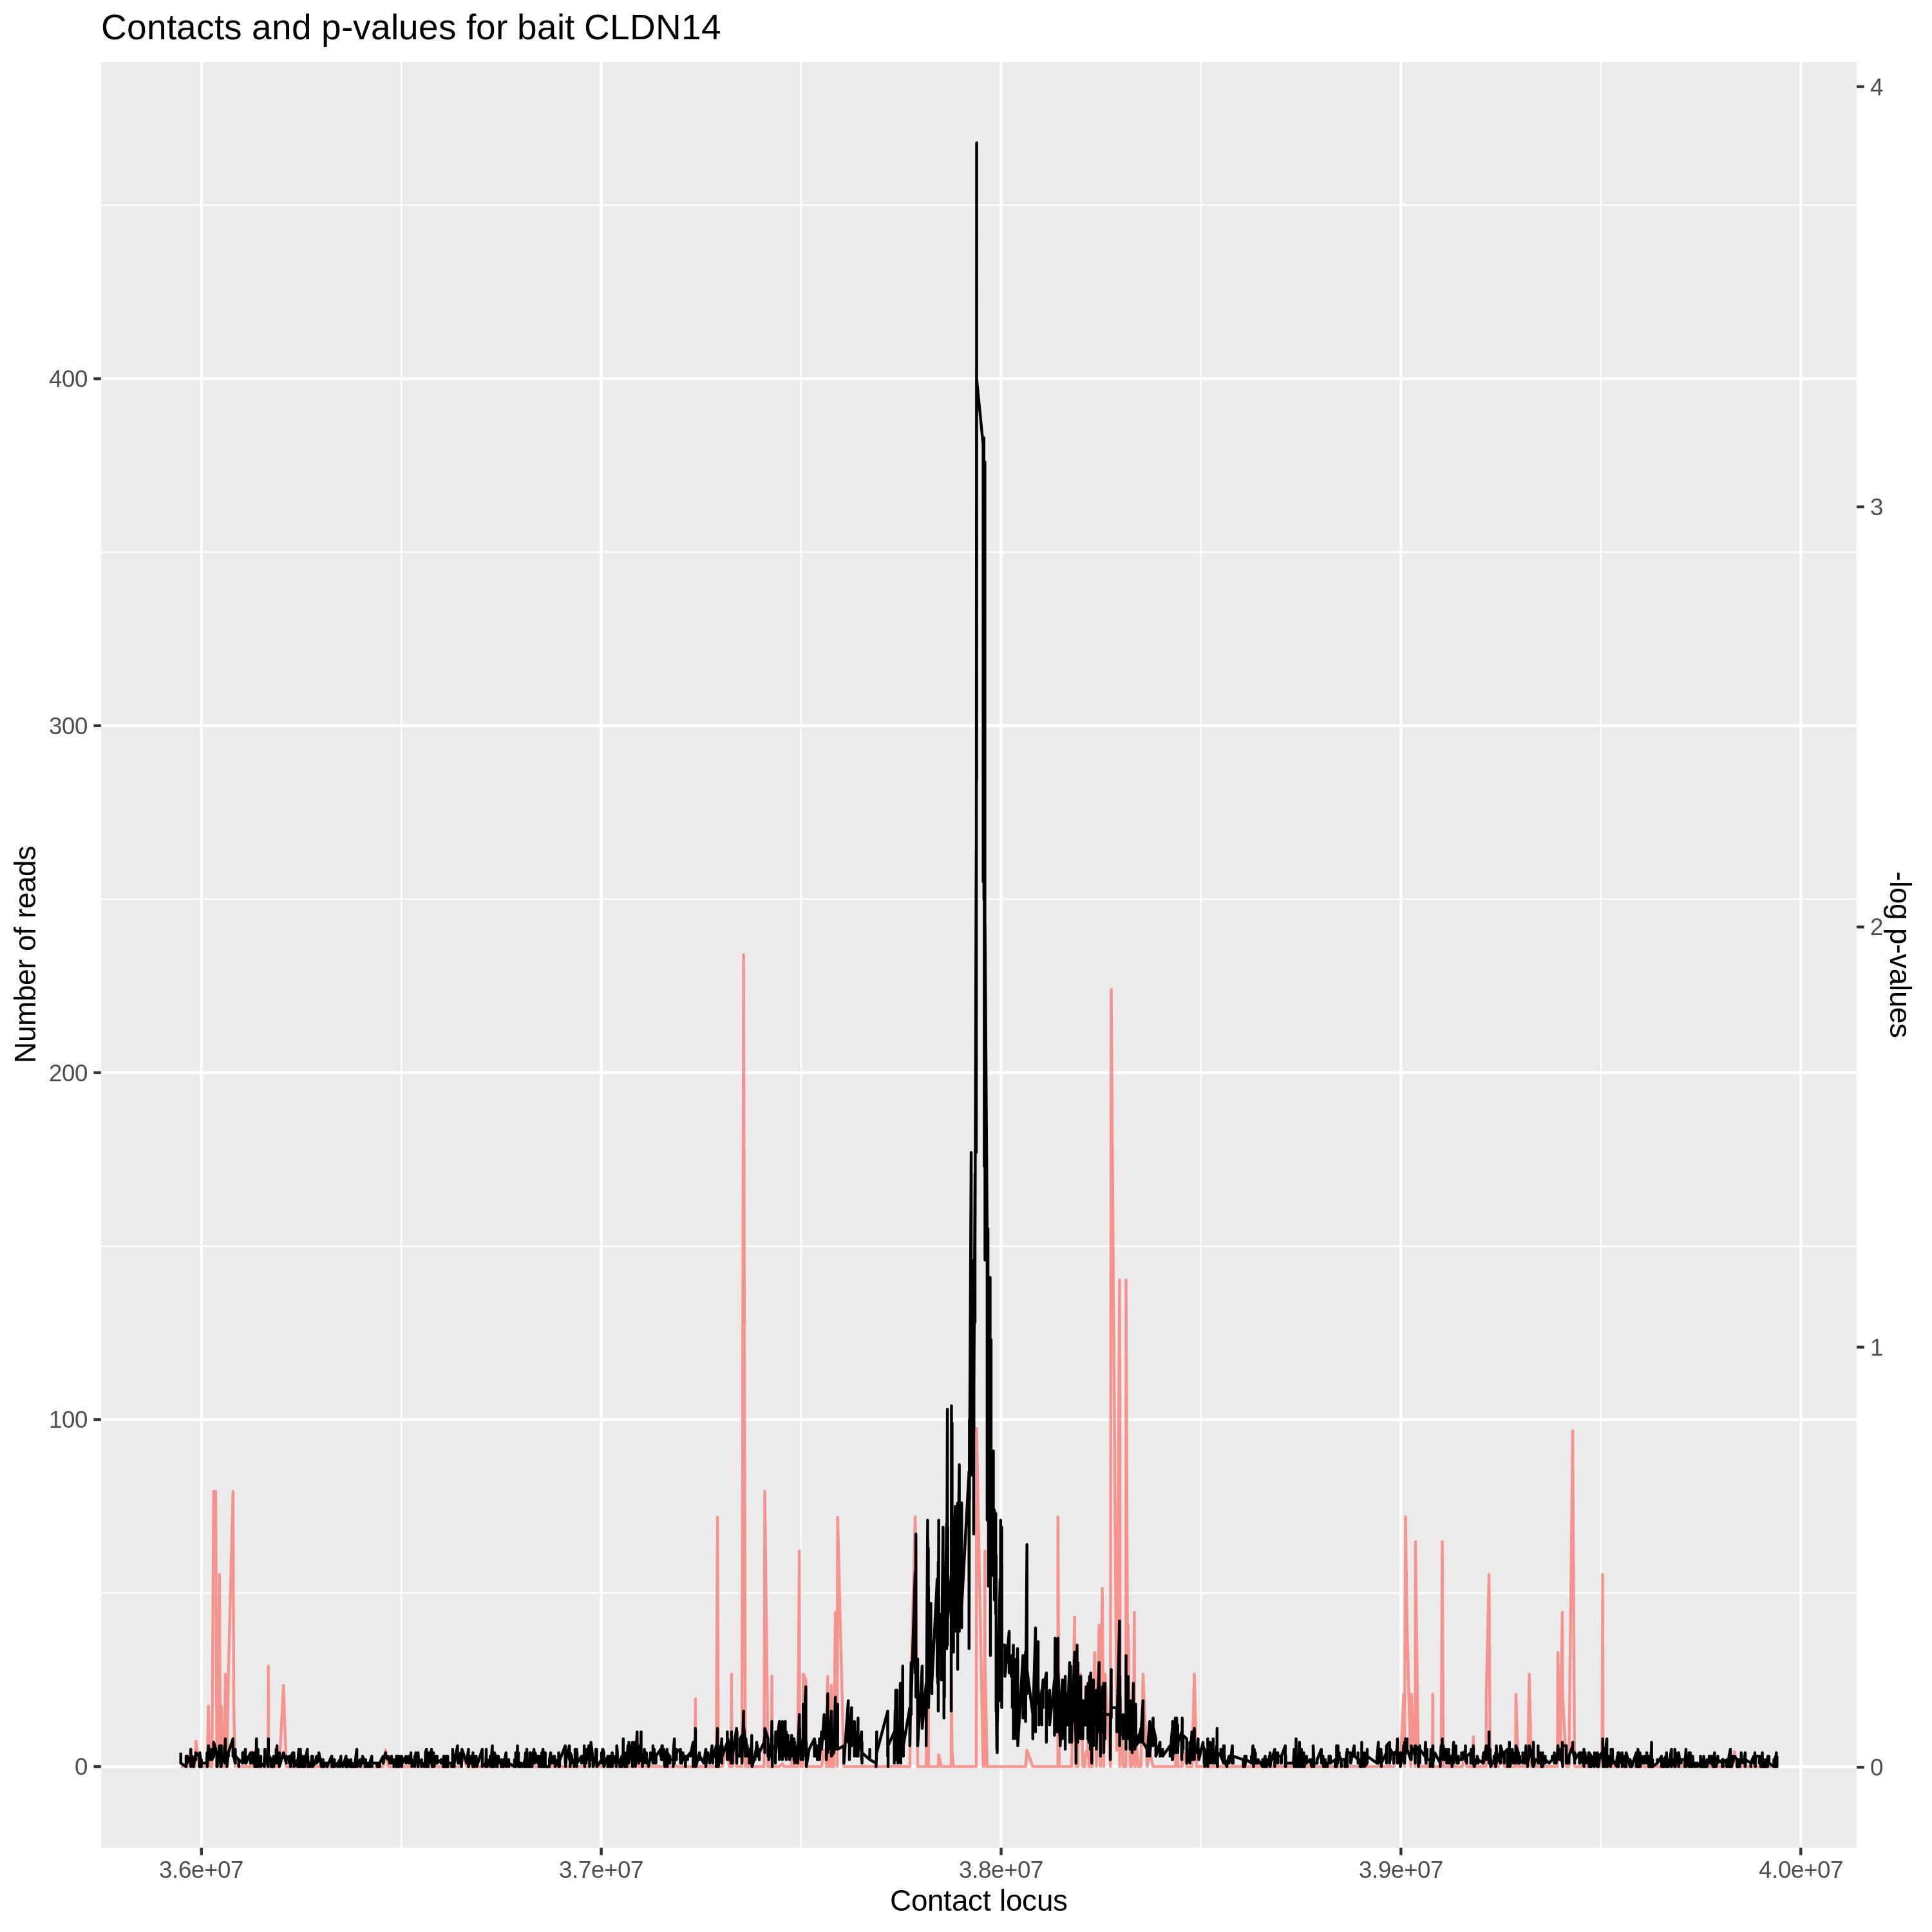 Contacts and p-values for bait CLDN14
4
3
2
1
0
-log p-values
400
300
200
100
0
Number of reads
3.6e+07
3.7e+07
3.8e+07
3.9e+07
4.0e+07
Contact locus